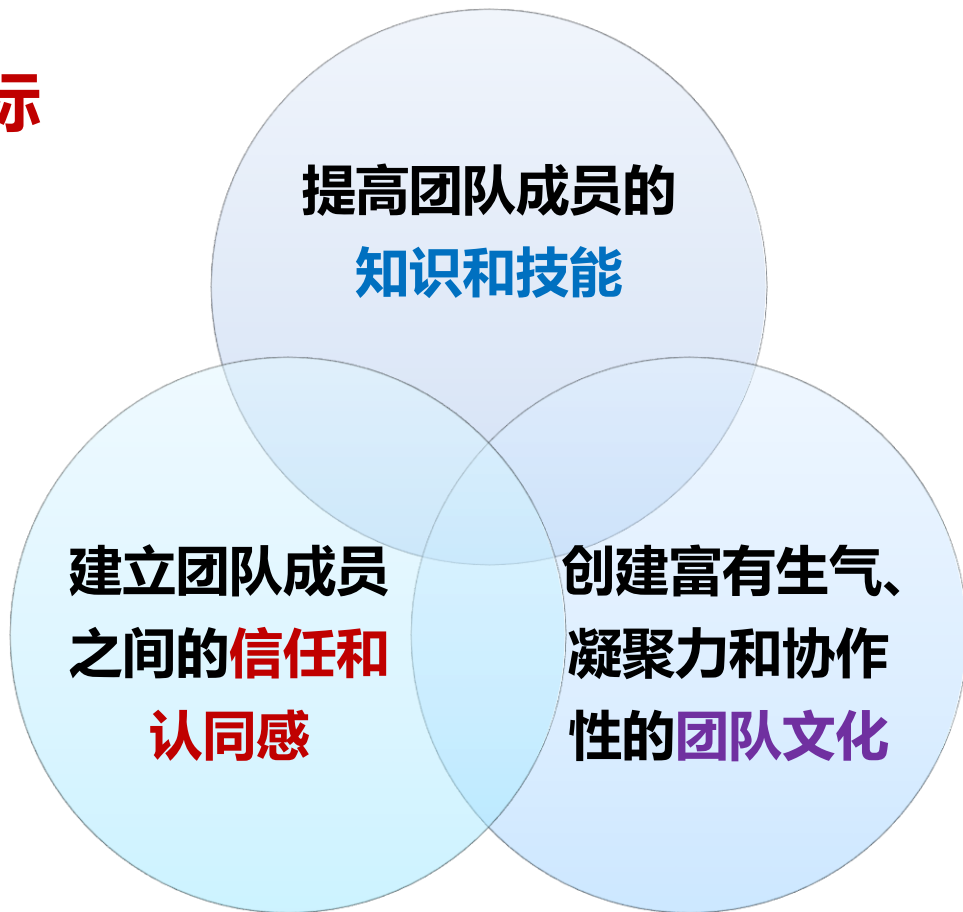 标
提高团队成员的
知识和技能
建立团队成员
之间的信任和
认同感
创建富有生气、
凝聚力和协作
性的团队文化